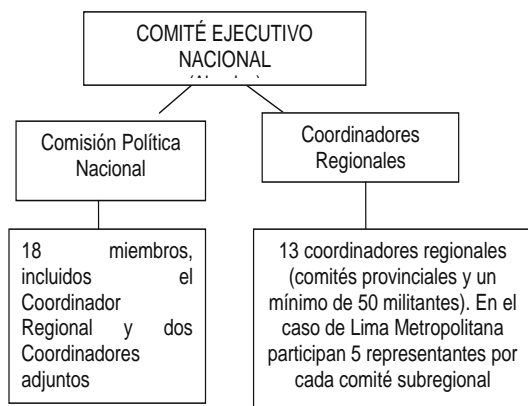 COMITÉ EJECUTIVO
NACIONAL
Comisión Política
Nacional
Coordinadores
Regionales
18 miembros,
incluidos el
Coordinador
Regional y dos
Coordinadores
adjuntos
13 coordinadores regionales
(comités provinciales y un
mínimo de 50 militantes). En el
caso de Lima Metropolitana
participan 5 representantes por
cada comité subregional